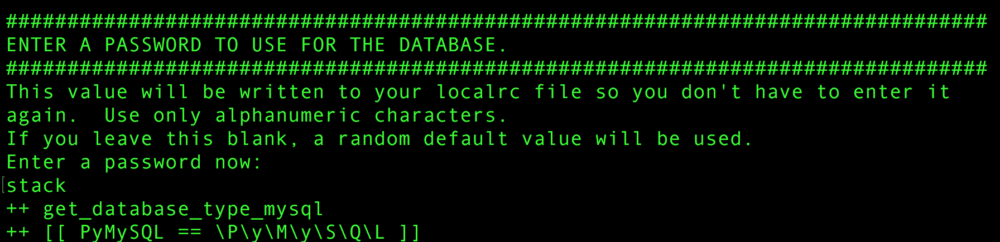 ################################################################################
ENTER A PASSWORD TO USE FOR THE DATABASE.
################################################################################
This value will be written to your localrc file so you don't have to enter it
again.  Use only alphanumeric characters.
If you leave this blank, a random default value will be used.
Enter a password now:
[stack
++ get_database_type_mysql
++ [[ PyMySQL == \P\y\M\y\S\Q\L ]]